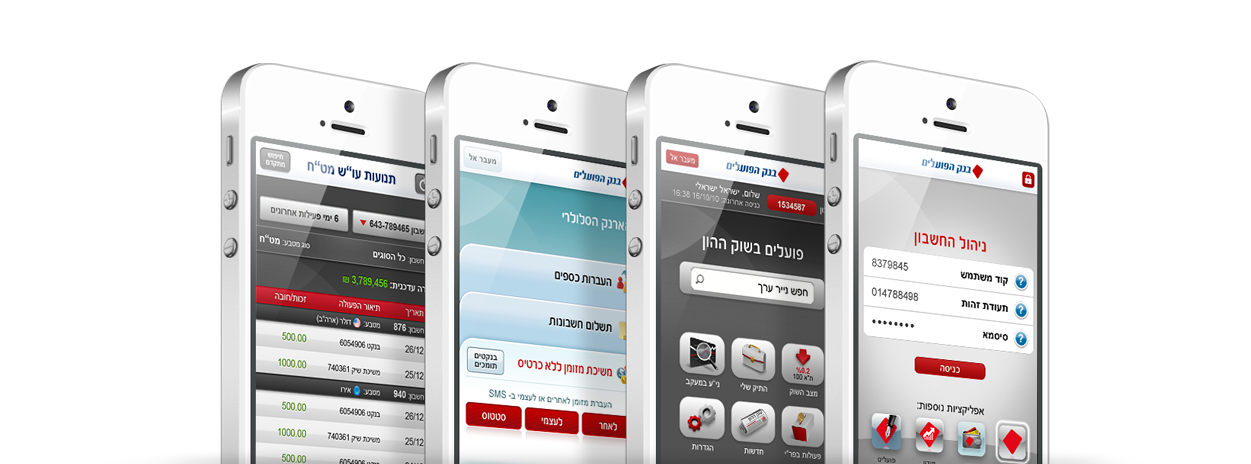 חיפוש
מתקדם
תנועות עו"ש מט"ח
6 ימי פעילות אחרונים
643-789465
חשבון: כל הסוגים
סוג מטבע: מט"ח
עדכנית: 3,789,456 ₪
תאריך
תיאור הפעולה
זכות/חובה
חשבון: 876
מטבע: דולר (ארה"ב)
26/12
בנקט 6054906
500.00
25/12
משיכת שיק 740361
1000.00
חשבון: 940
מטבע: אירו
26/12
בנקט 6054906
500.00
25/12
משיכת שיק 740361
1000.00
26/12
בנקט 6054906
500.00
מעבר אל
בנק הפועלים
הארנק הסלולרי
העברות כספים
תשלום חשבונות
משיכת מזומן ללא כרטיס
בנקטים
תומכים
העברת מזומן לאחרים או לעצמי ב- SMS
לאחר
לעצמי
סטטוס
מעבר אל
בנק הפועלים
שלום, ישראל ישראלי
כניסה אחרונה: 16/10/10 16:38
1534587
פועלים בשוק ההון
חפש נייר ערך
%0.2
ת"א 100
מצב השוק
התיק שלי
ני"ע במעקב
פעולות בפר"י
חדשות
הגדרות
בנק הפועלים
ניהול החשבון
קוד משתמש
8379845
תעודת זהות
014788498
סיסמא
••••••••
כניסה
אפליקציות נוספות:
פועלים